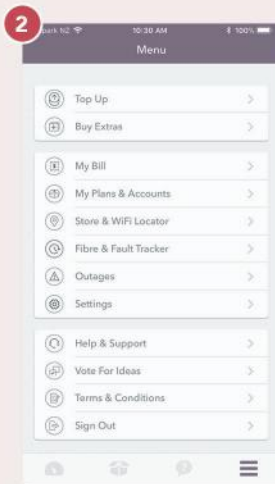 2
Spark NZ 10:30 AM 100%
Menu
Top Up
Buy Extras
My Bill
My Plans & Accounts
Store & WiFi Locator
Fibre & Fault Tracker
Outages
Settings
Help & Support
Vote For Ideas
Terms & Conditions
Sign Out